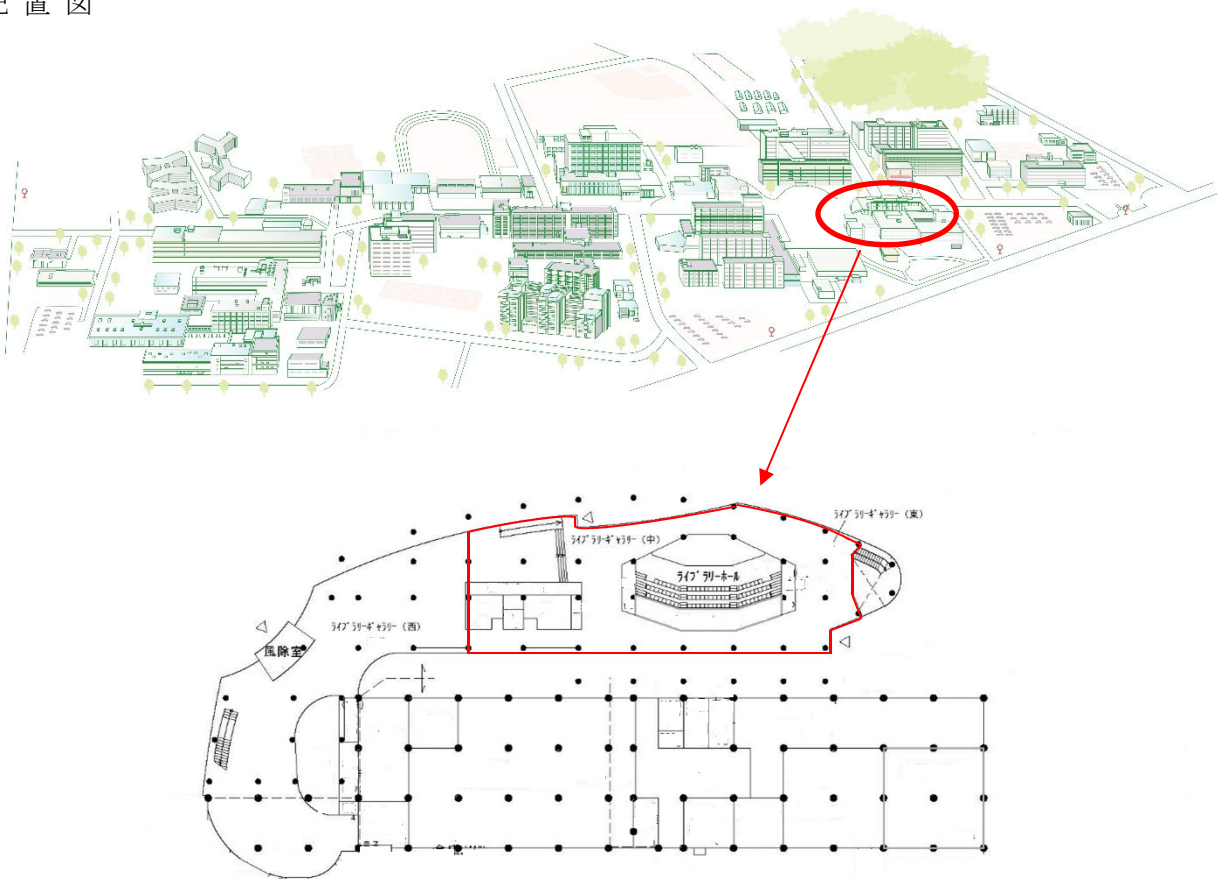 配 置 図
ライブラリーギャラリー（東）
ライブラリーギャラリー（中）
ライブラリーホール
ライブラリーギャラリー（西）
風除室